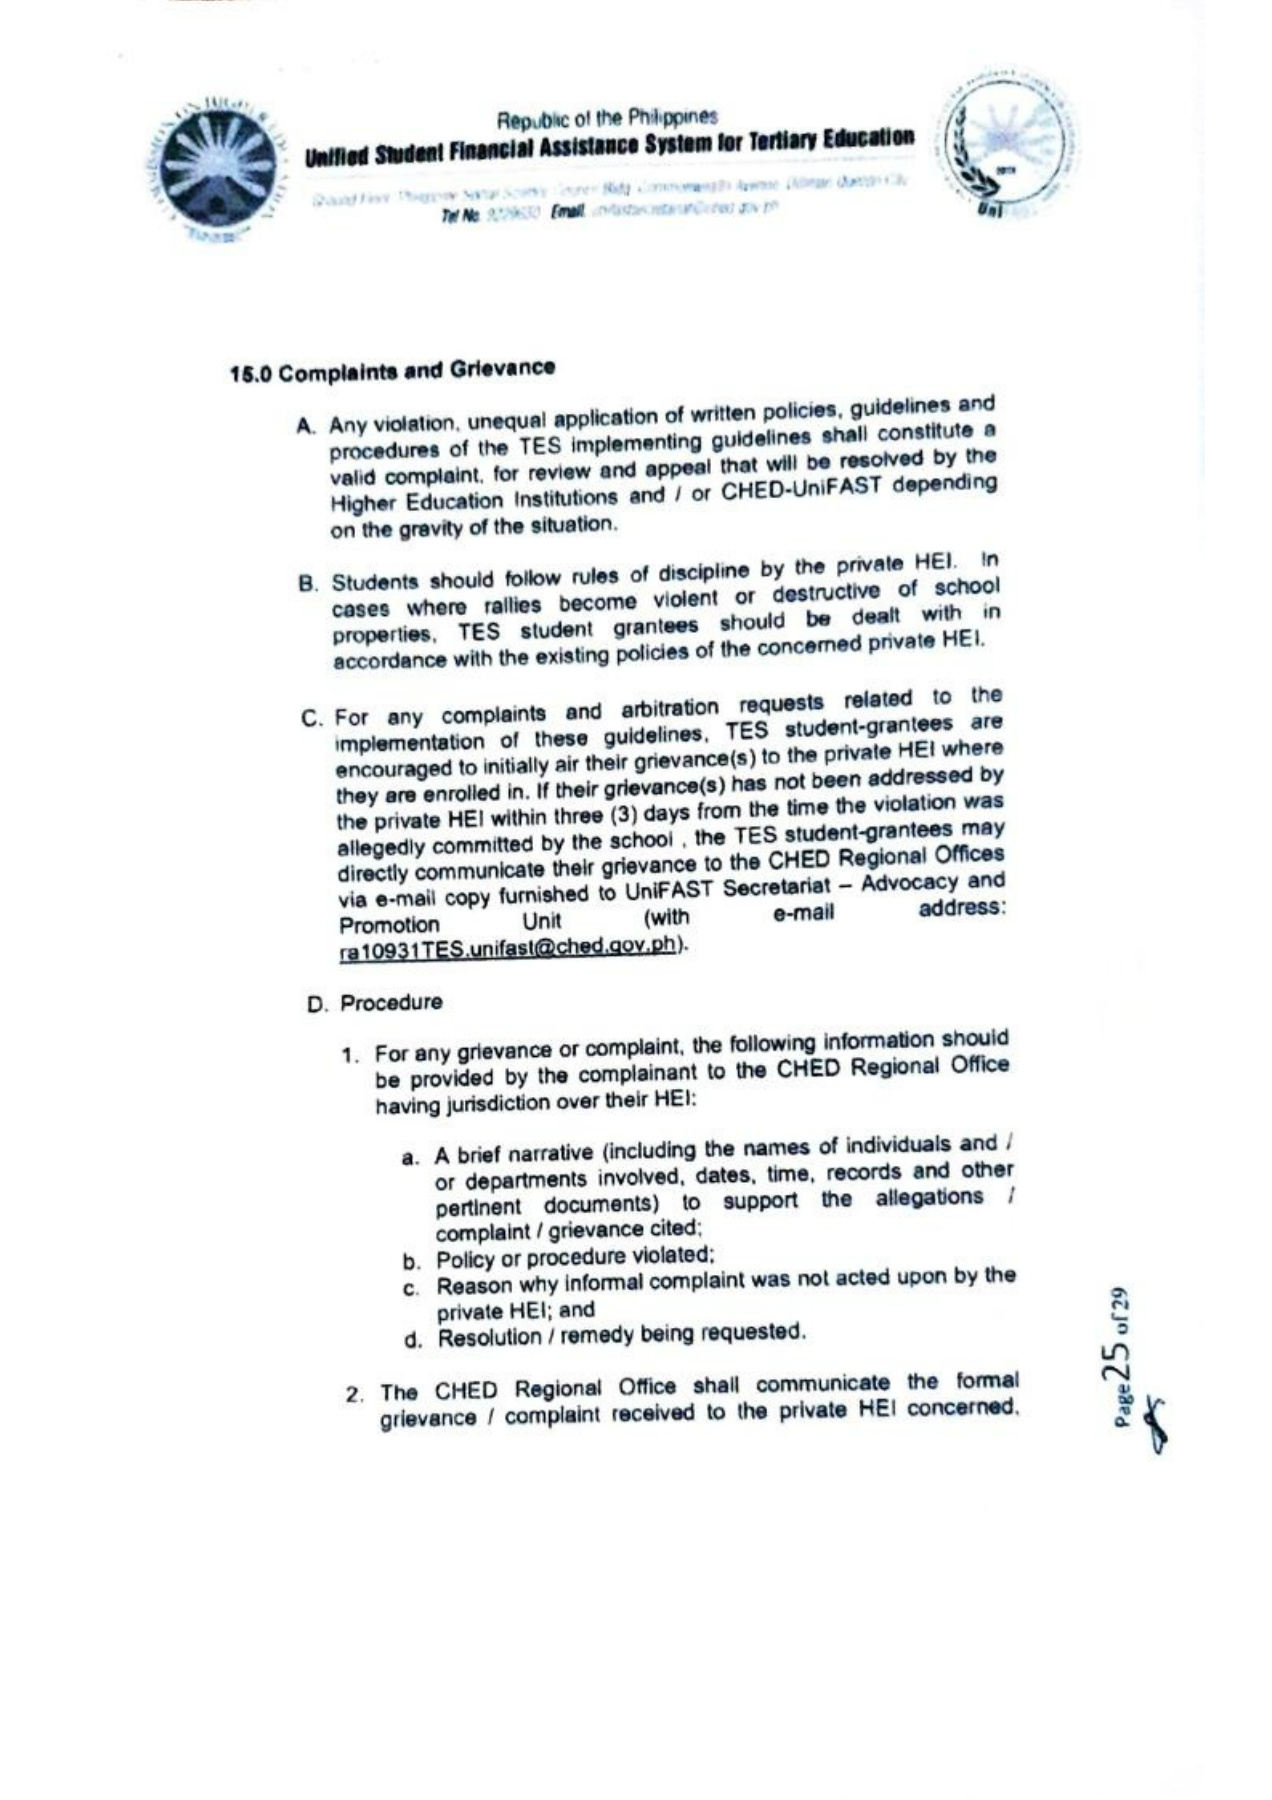 Republic of the Philippines
Unified Student Financial Assistance System for Tertiary Education
Tel No. Email.
15.0 Complaints and Grievance
A. Any violation, unequal application of written policies, guidelines and
procedures of the TES implementing guidelines shall constitute a
valid complaint, for review and appeal that will be resolved by the
Higher Education Institutions and / or CHED-UniFAST depending
on the gravity of the situation.
B. Students should follow rules of discipline by the private HEI. In
cases where rallies become violent or destructive of school
properties, TES student grantees should be dealt with in
accordance with the existing policies of the concerned private HEI.
C. For any complaints and arbitration requests related to the
implementation of these guidelines, TES student-grantees are
encouraged to initially air their grievance(s) to the private HEI where
they are enrolled in. If their grievance(s) has not been addressed by
the private HEI within three (3) days from the time the violation was
allegedly committed by the school , the TES student-grantees may
directly communicate their grievance to the CHED Regional Offices
via e-mail copy furnished to UniFAST Secretariat – Advocacy and
Promotion Unit (with e-mail address:
ra10931TES.unifast@ched.gov.ph).
D. Procedure
1. For any grievance or complaint, the following information should
be provided by the complainant to the CHED Regional Office
having jurisdiction over their HEI:
a. A brief narrative (including the names of individuals and /
or departments involved, dates, time, records and other
pertinent documents) to support the allegations /
complaint / grievance cited;
b. Policy or procedure violated;
c. Reason why informal complaint was not acted upon by the
private HEI; and
d. Resolution / remedy being requested.
2. The CHED Regional Office shall communicate the formal
grievance / complaint received to the private HEI concerned.
Page 25 of 29